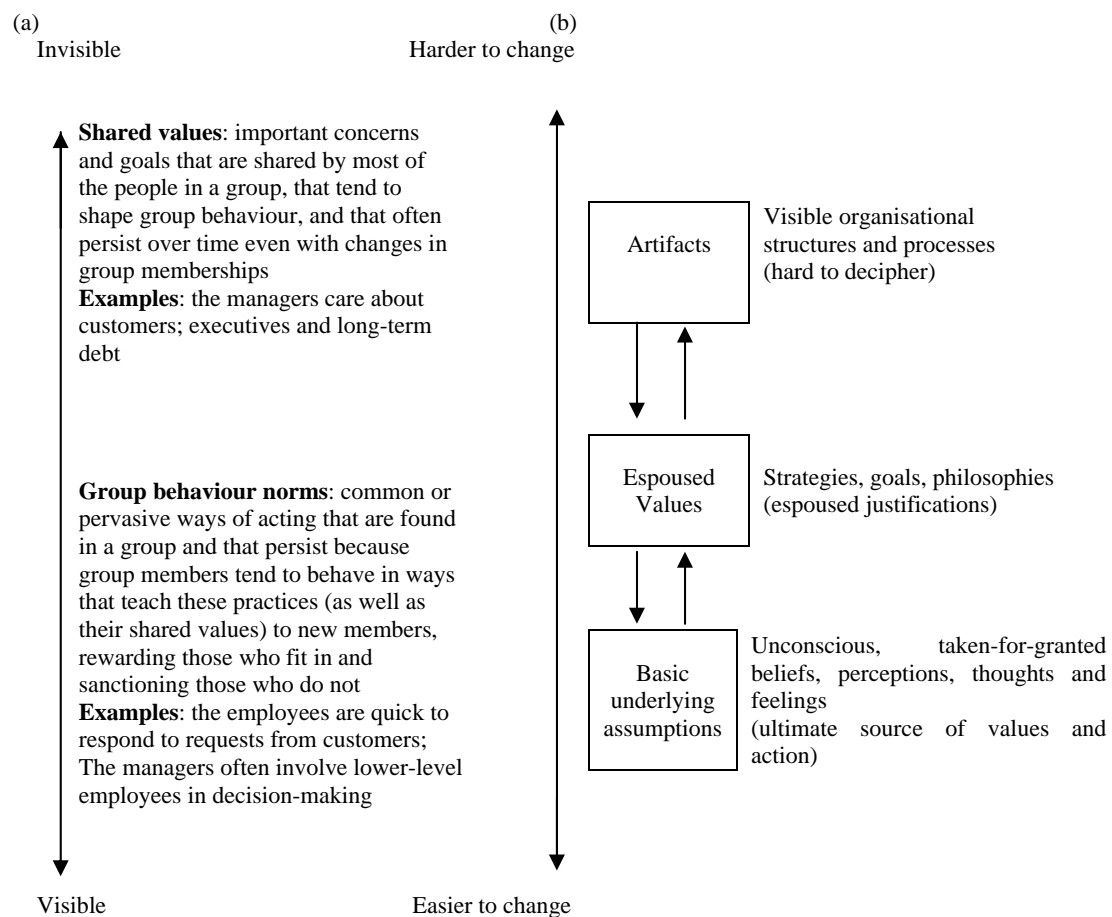 (a)
(b)
Invisible
Harder to change
Shared values: important concerns
and goals that are shared by most of
the people in a group, that tend to
shape group behaviour, and that often
persist over time even with changes in
group memberships
Examples: the managers care about
customers; executives and long-term
debt
Group behaviour norms: common or
pervasive ways of acting that are found
in a group and that persist because
group members tend to behave in ways
that teach these practices (as well as
their shared values) to new members,
rewarding those who fit in and
sanctioning those who do not
Examples: the employees are quick to
respond to requests from customers;
The managers often involve lower-level
employees in decision-making
Visible
Easier to change
Artifacts
Visible organisational
structures and processes
(hard to decipher)
Espoused
Values
Strategies, goals, philosophies
(espoused justifications)
Basic
underlying
assumptions
Unconscious, taken-for-granted
beliefs, perceptions, thoughts and
feelings
(ultimate source of values and
action)